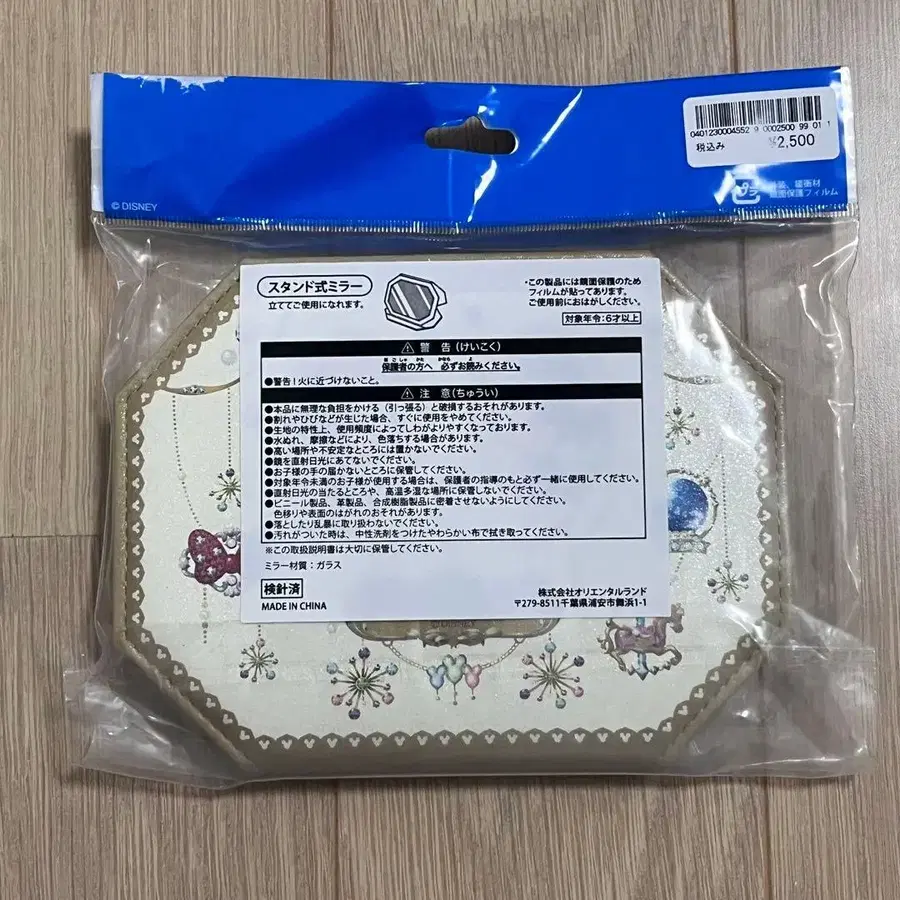 0401230004552 9 0002500 99 01 1
税込み ¥2,500
プラ
外装、緩衝材
鏡面保護フィルム
© DISNEY
スタンド式ミラー
立ててご使用になれます。
・この製品には鏡面保護のため
フィルムが貼ってあります。
ご使用前におはがしください。
対象年令:6才以上
⚠ 警 告 (けいこく)
保護者の方へ 必ずお読みください。
●警告!火に近づけないこと。
⚠ 注 意 (ちゅうい)
●本品に無理な負担をかける(引っ張る)と破損するおそれがあります。
●割れやひびなどが生じた場合、すぐに使用をやめてください。
●生地の特性上、使用頻度によってしわがよりやすくなっております。
●水ぬれ、摩擦などにより、色落ちする場合があります。
●高い場所や不安定なところには置かないでください。
●鏡を直射日光にあてないでください。
●お子様の手の届かないところに保管してください。
●対象年令未満のお子様が使用する場合は、保護者の指導のもと必ず一緒に使用してください。
●直射日光の当たるところや、高温多湿な場所に保管しないでください。
●ビニール製品、革製品、合成樹脂製品に密着させないようにしてください。
色移りや表面のはがれのおそれがあります。
●落としたり乱暴に取り扱わないでください。
●汚れがついた時は、中性洗剤をつけたやわらかい布で拭き取ってください。
※この取扱説明書は大切に保管してください。
ミラー材質:ガラス
検針済
MADE IN CHINA
株式会社オリエンタルランド
〒279-8511千葉県浦安市舞浜1-1